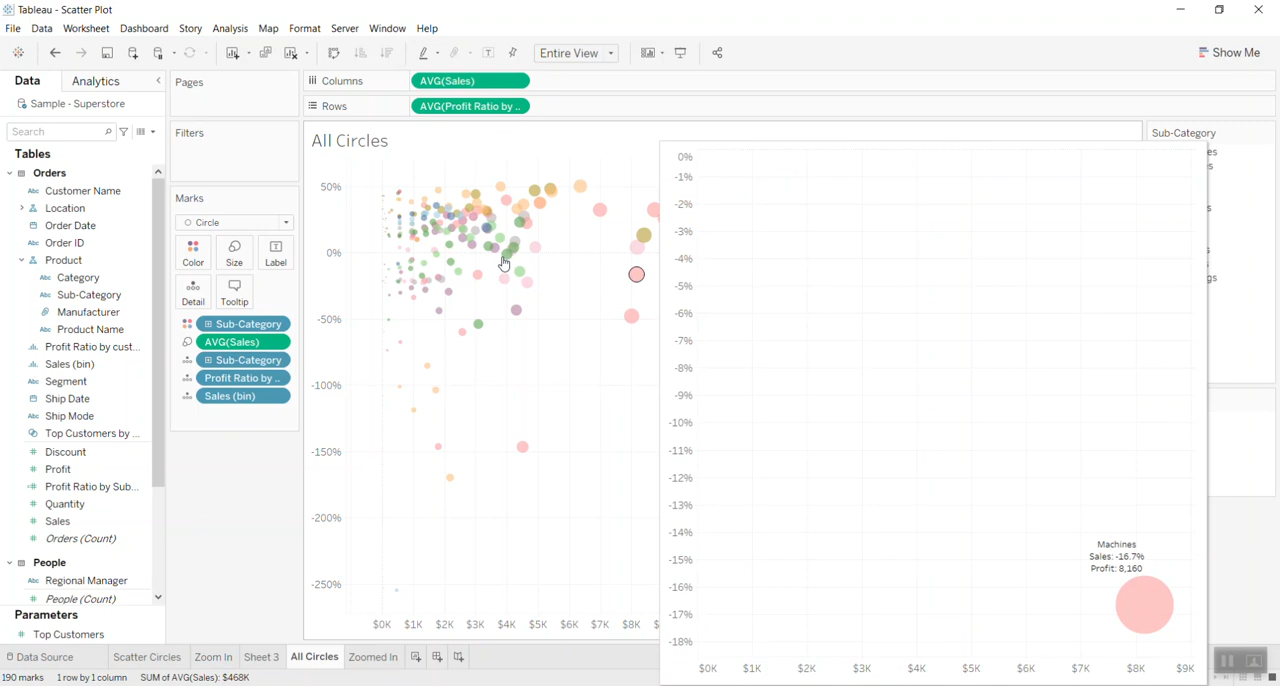 Tableau - Scatter Plot
File Data Worksheet Dashboard Story Analysis Map Format Server Window Help
Entire View
Show Me
Data Analytics
Sample - Superstore
Search
Tables
Orders
Customer Name
Location
Order Date
Order ID
Product
Category
Sub-Category
Manufacturer
Product Name
Profit Ratio by cust...
Sales (bin)
Segment
Ship Date
Ship Mode
Top Customers by ...
Discount
Profit
Profit Ratio by Sub...
Quantity
Sales
Orders (Count)
People
Regional Manager
People (Count)
Parameters
Top Customers
Pages
Filters
Marks
Circle
Color Size Label
Detail Tooltip
Sub-Category
AVG(Sales)
Sub-Category
Profit Ratio by ..
Sales (bin)
Columns AVG(Sales)
Rows AVG(Profit Ratio by ..
All Circles
50%
0%
-50%
-100%
-150%
-200%
-250%
$0K $1K $2K $3K $4K $5K $6K $7K $8K $
Sub-Category
es
s
s
s
gs
0%
-1%
-2%
-3%
-4%
-5%
-6%
-7%
-8%
-9%
-10%
-11%
-12%
-13%
-14%
-15%
-16%
-17%
-18%
Machines
Sales: -16.7%
Profit: 8,160
$0K $1K $2K $3K $4K $5K $6K $7K $8K $9K
Data Source Scatter Circles Zoom In Sheet 3 All Circles Zoomed In
190 marks 1 row by 1 column SUM of AVG(Sales): $468K